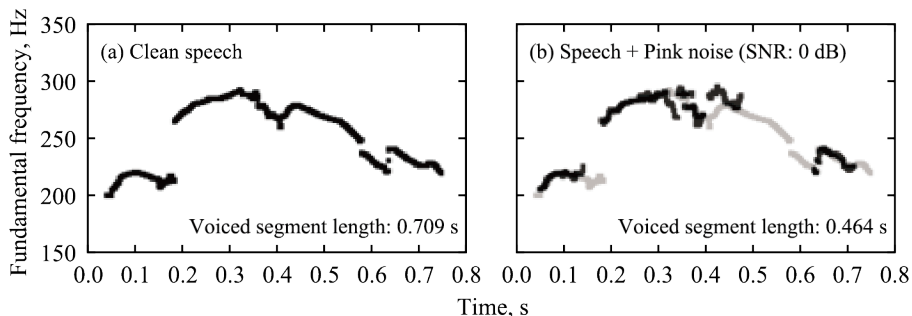 Fundamental frequency, Hz
350
300
250
200
150
(a) Clean speech
Voiced segment length: 0.709 s
0.0 0.1 0.2 0.3 0.4 0.5 0.6 0.7 0.8
(b) Speech + Pink noise (SNR: 0 dB)
Voiced segment length: 0.464 s
0.0 0.1 0.2 0.3 0.4 0.5 0.6 0.7 0.8
Time, s